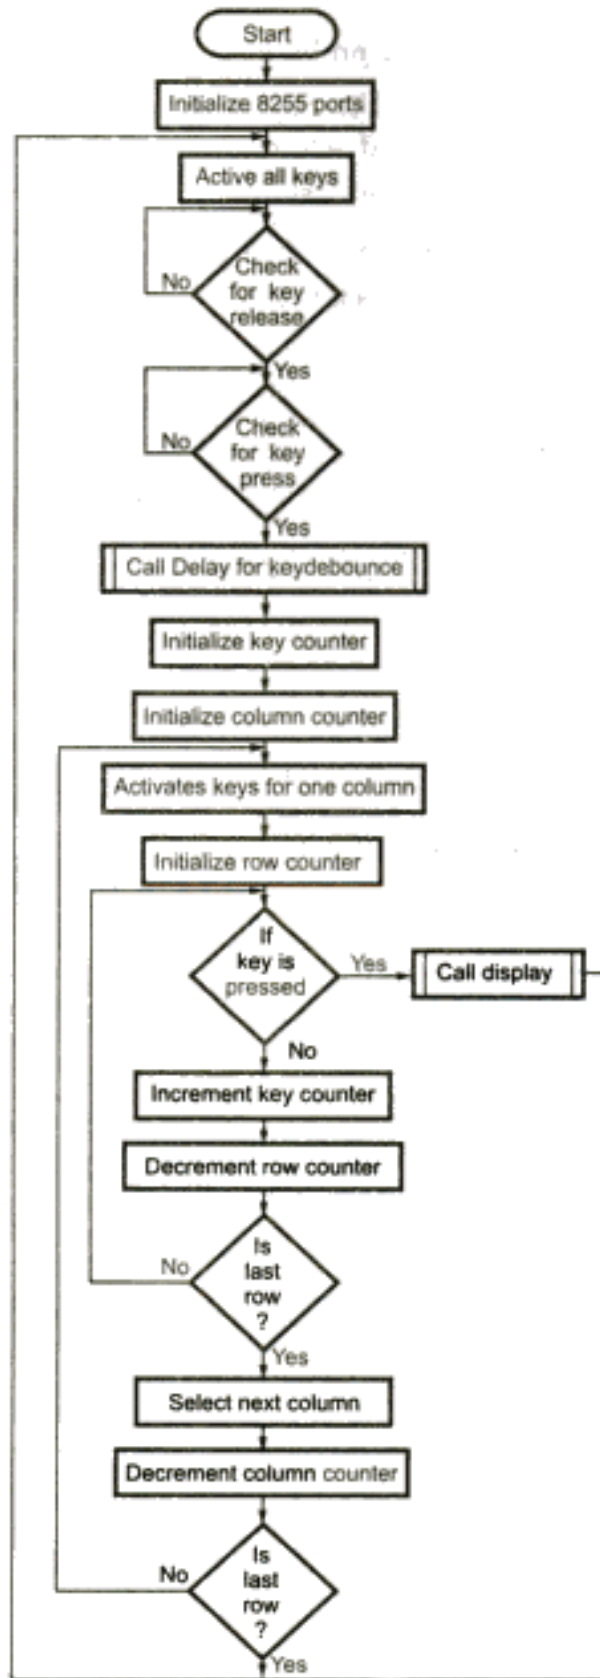 Start
Initialize 8255 ports
Active all keys
Check
for key
release
No
Yes
Check
for key
press
No
Yes
Call Delay for keydebounce
Initialize key counter
Initialize column counter
Activates keys for one column
Initialize row counter
If
key is
pressed
Yes
Call display
No
Increment key counter
Decrement row counter
Is
last
row
?
No
Yes
Select next column
Decrement column counter
Is
last
row
?
No
Yes